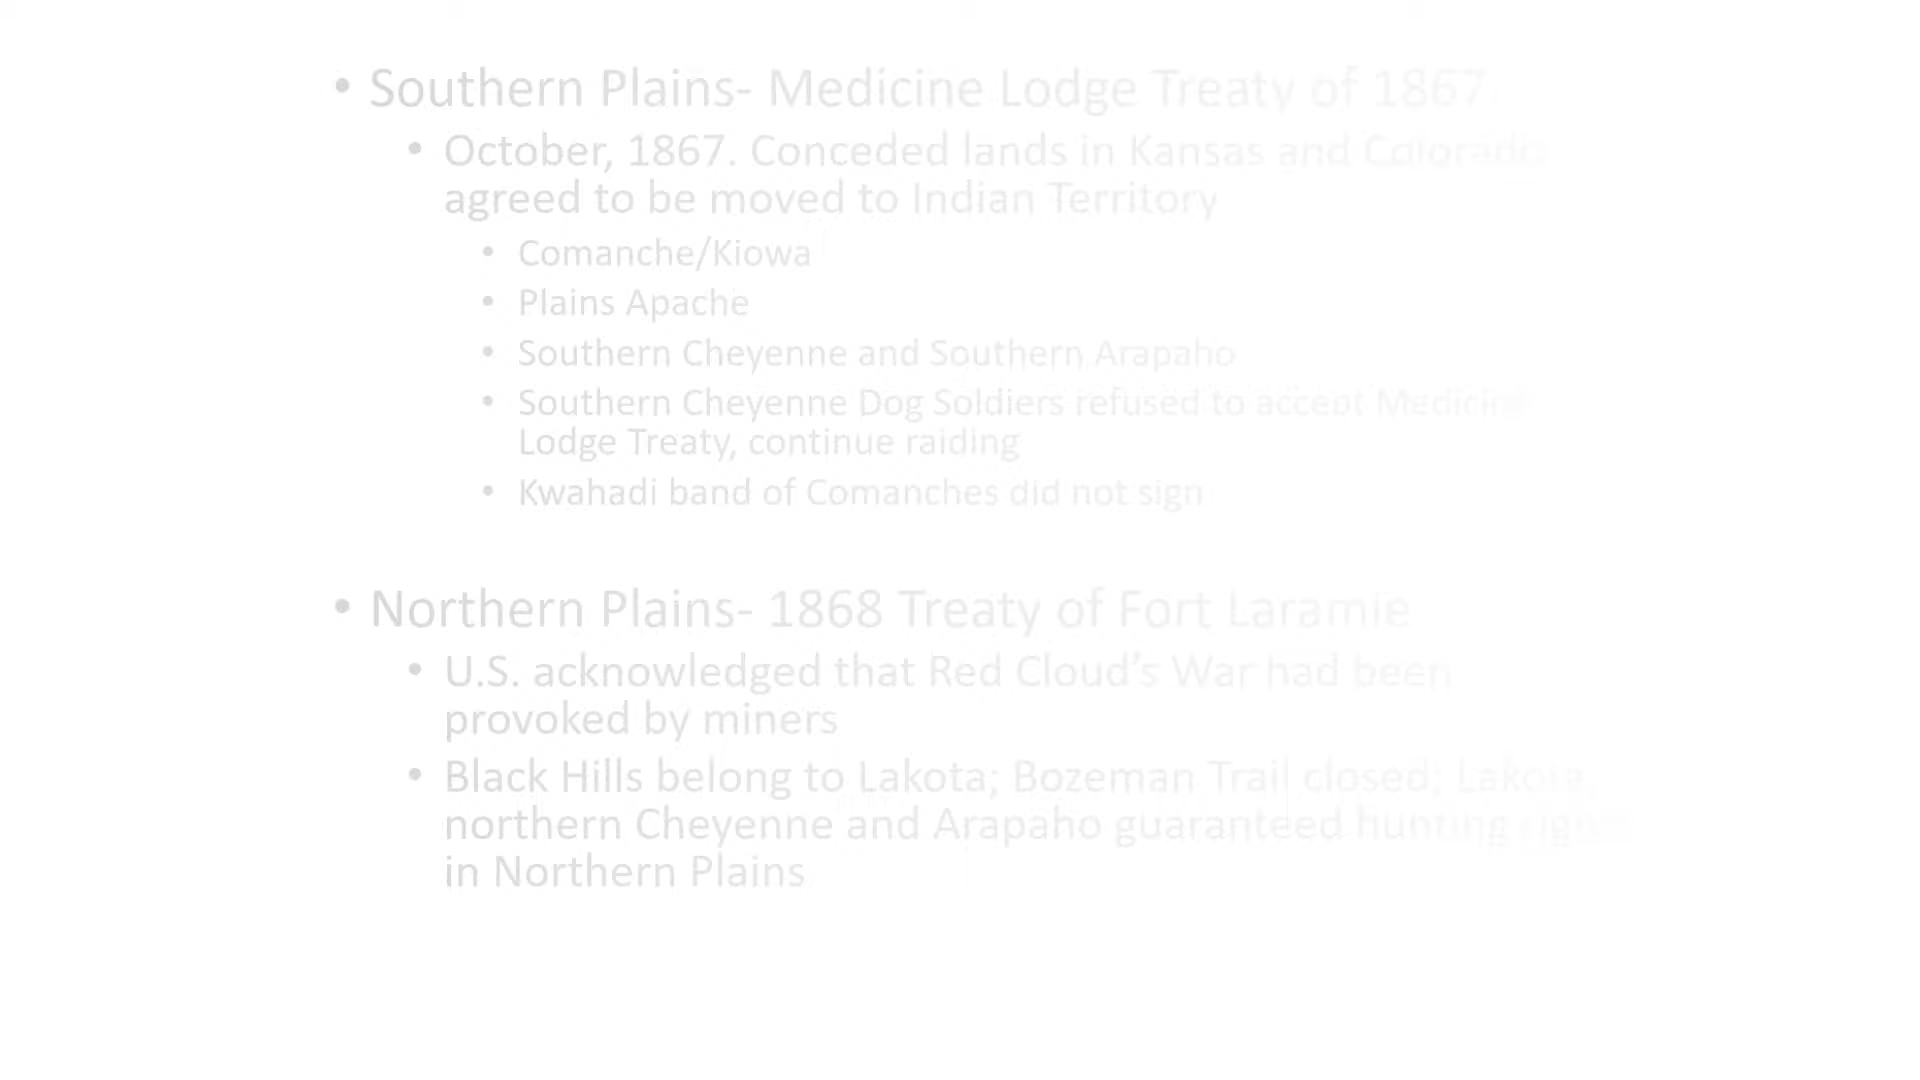 • Southern Plains- Medicine Lodge Treaty of 1867.
• October, 1867. Conceded lands in Kansas and Colorado
agreed to be moved to Indian Territory
• Comanche/Kiowa
• Plains Apache
• Southern Cheyenne and Southern Arapaho
• Southern Cheyenne Dog Soldiers refused to accept Medicine
Lodge Treaty, continue raiding
• Kwahadi band of Comanches did not sign
• Northern Plains- 1868 Treaty of Fort Laramie
• U.S. acknowledged that Red Cloud’s War had been
provoked by miners
• Black Hills belong to Lakota; Bozeman Trail closed; Lakota,
northern Cheyenne and Arapaho guaranteed hunting rights
in Northern Plains